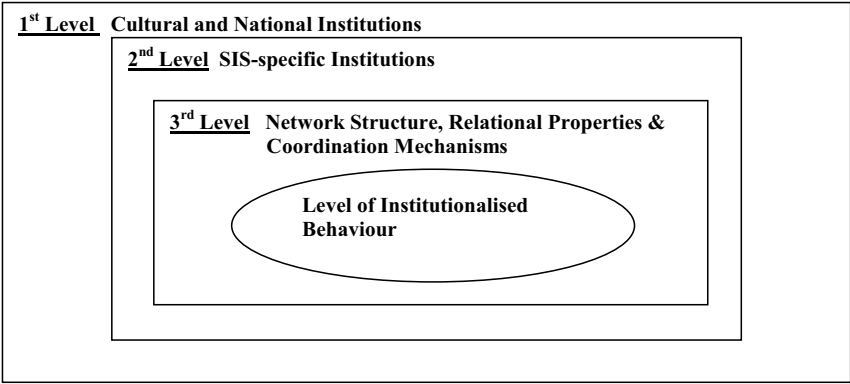 1st Level Cultural and National Institutions
2nd Level SIS-specific Institutions
3rd Level Network Structure, Relational Properties &
Coordination Mechanisms
Level of Institutionalised
Behaviour